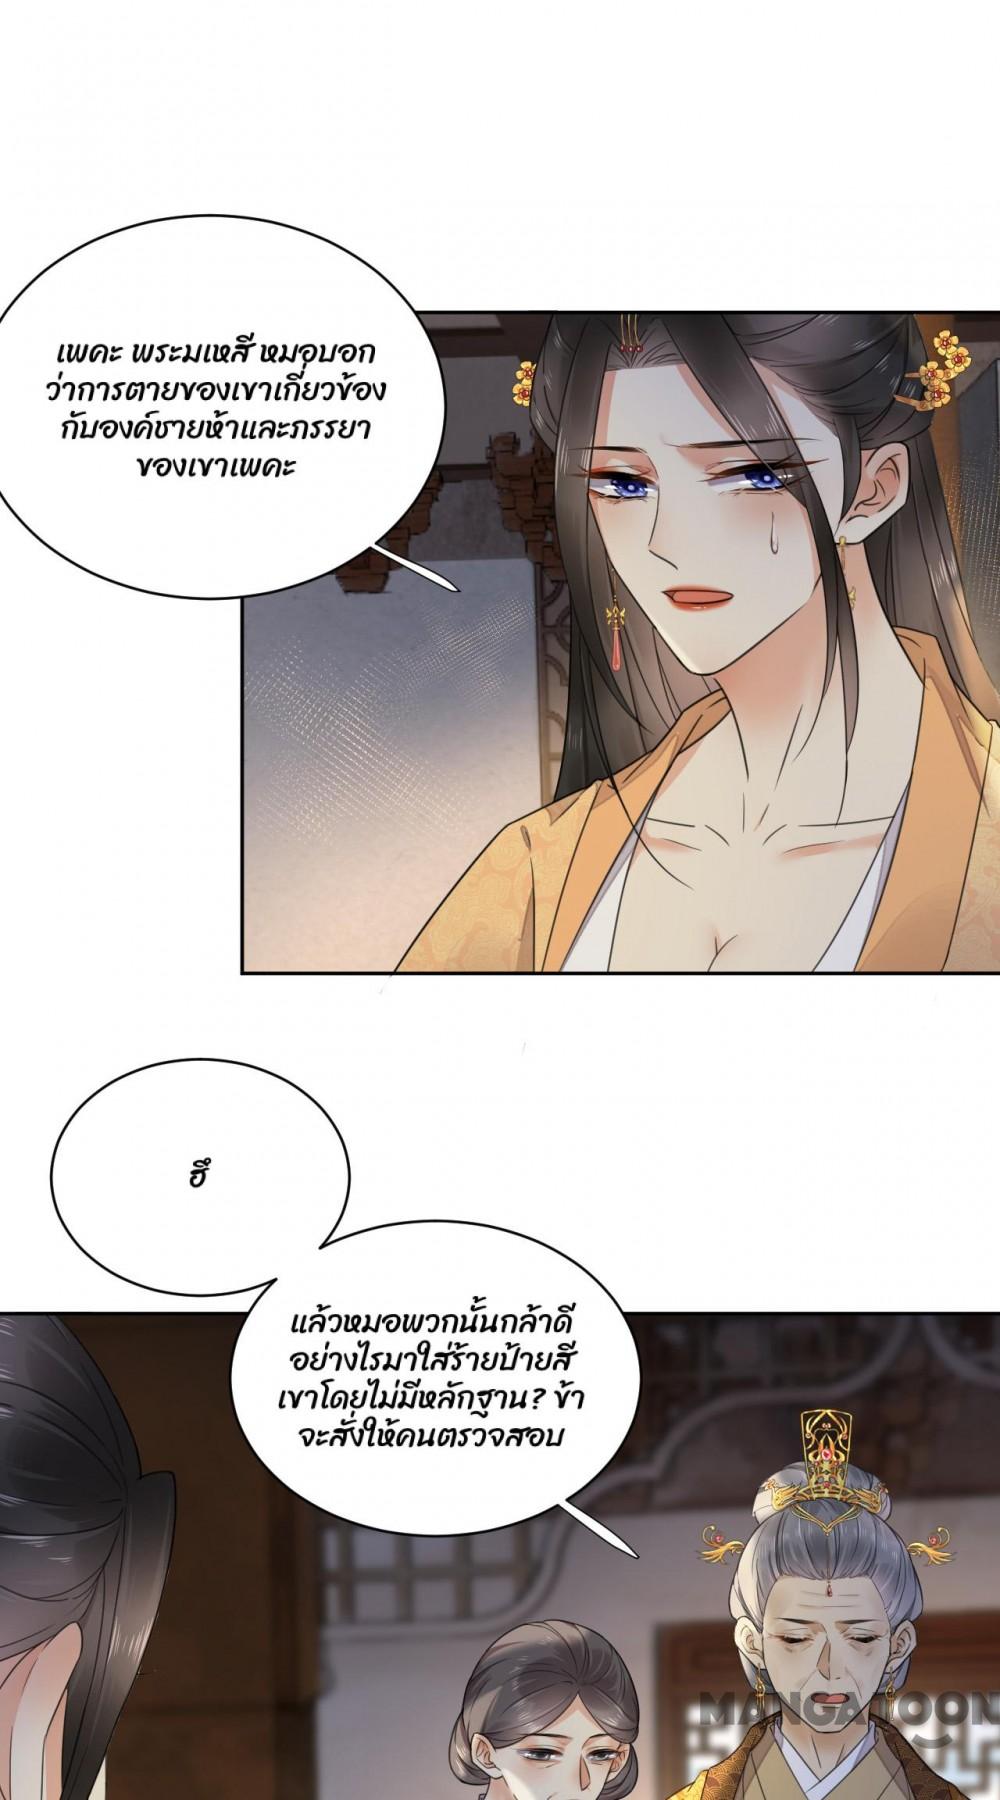 เพคะ พระมเหสี หมอบอก
ว่าการตายของเขาเกี่ยวข้อง
กับองค์ชายห้าและภรรยา
ของเขาเพคะ
ฮึ
แล้วหมอพวกนั้นกล้าดี
อย่างไรมาใส่ร้ายป้ายสี
เขาโดยไม่มีหลักฐาน? ข้า
จะสั่งให้คนตรวจสอบ
MANGATOON